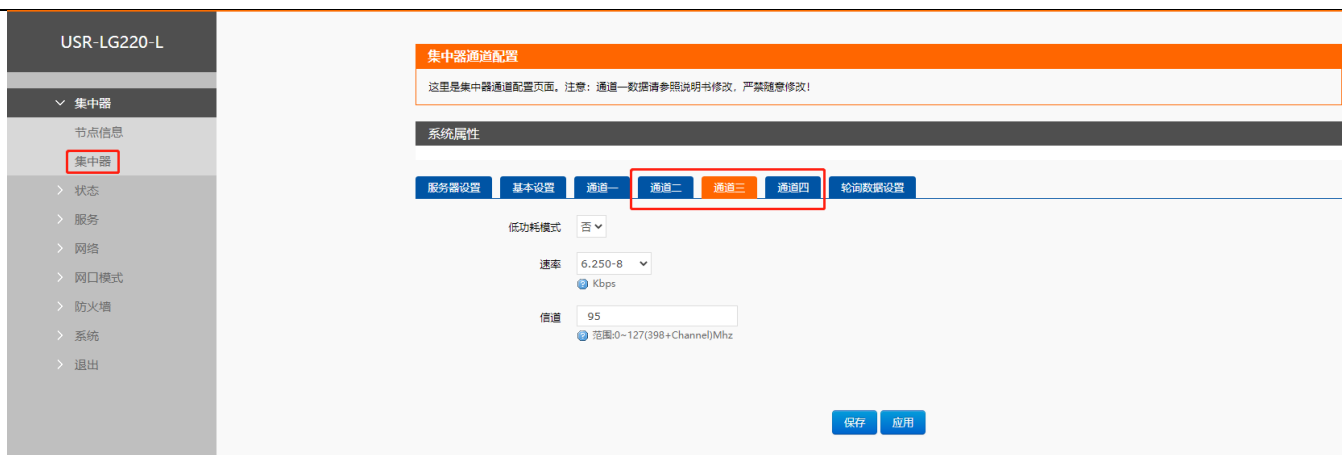 USR-LG220-L
集中器
节点信息
集中器
状态
服务
网络
网口模式
防火墙
系统
退出
集中器通道配置
这里是集中器通道配置页面。注意：通道一数据请参照说明书修改，严禁随意修改！
系统属性
服务器设置 基本设置 通道一 通道二 通道三 通道四 轮询数据设置
低功耗模式 否
速率 6.250-8
Kbps
信道 95
范围:0~127(398+Channel)Mhz
保存 应用